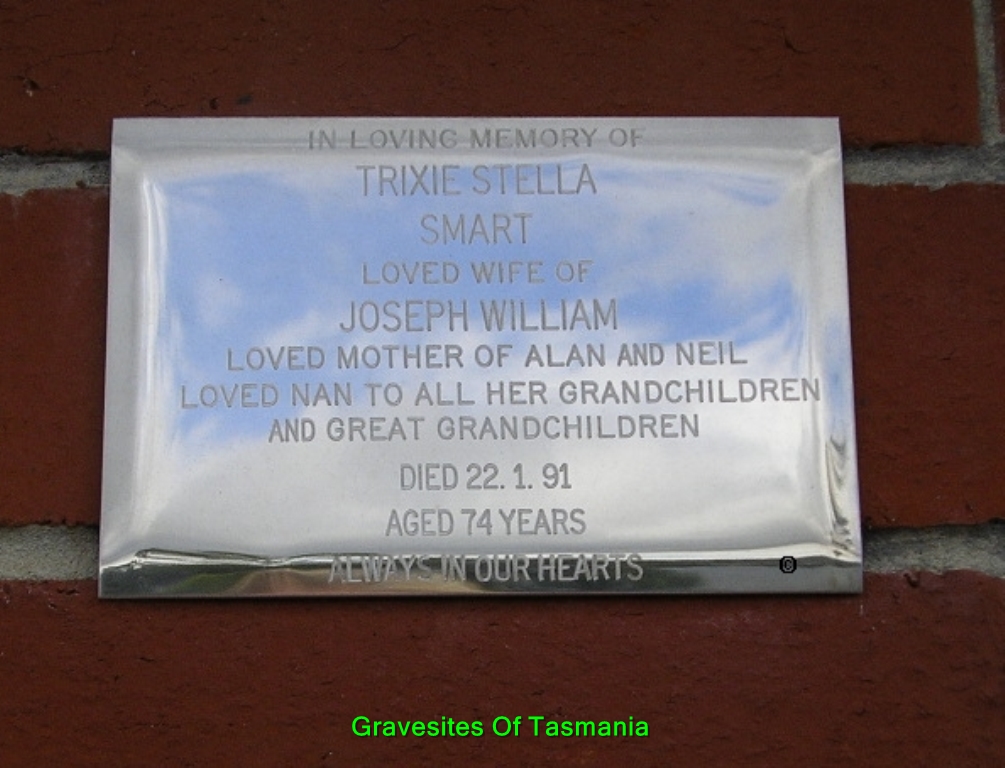 IN LOVING MEMORY OF
TRIXIE STELLA
SMART
LOVED WIFE OF
JOSEPH WILLIAM
LOVED MOTHER OF ALAN AND NEIL
LOVED NAN TO ALL HER GRANDCHILDREN
AND GREAT GRANDCHILDREN
DIED 22. 1. 91
AGED 74 YEARS
ALWAYS IN OUR HEARTS
©
Gravesites Of Tasmania